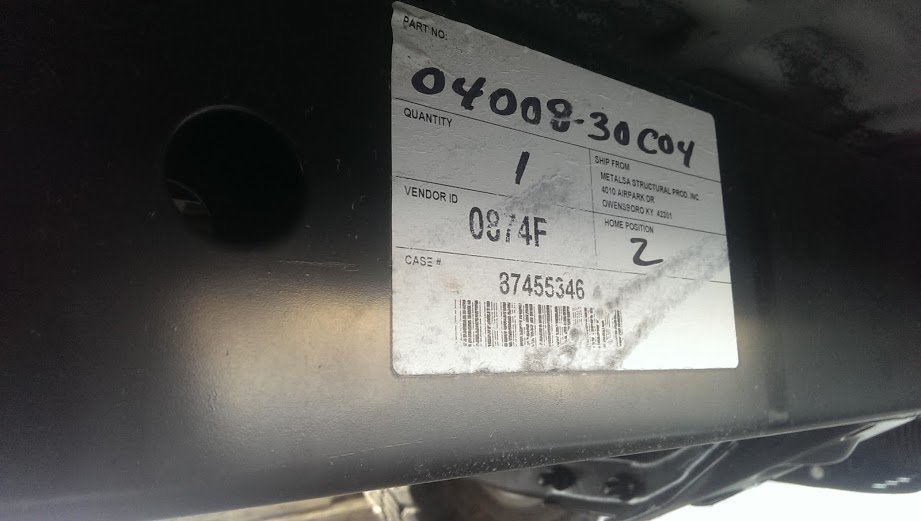 PART NO:
04008-30C04
QUANTITY
1
SHIP FROM
METALSA STRUCTURAL PROD, INC.
4010 AIRPARK DR
OWENSBORO KY 42301
VENDOR ID
0874F
HOME POSITION
2
CASE #
37455346